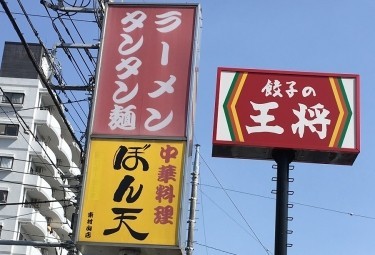 ラーメン
タンタン麺
中華料理
ぼん天
餃子の
王将